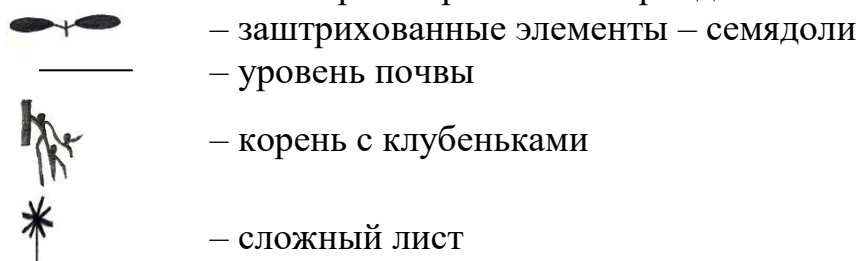 – заштрихованные элементы – семядоли
– уровень почвы
– корень с клубеньками
– сложный лист